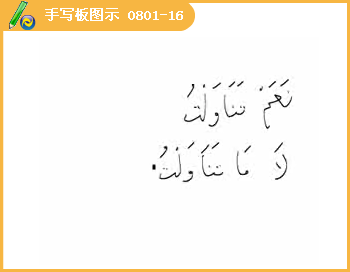 手写板图示 0801-16
نَعَمْ تَنَاوَلْتُ
لَا مَا تَنَاوَلْتُ.